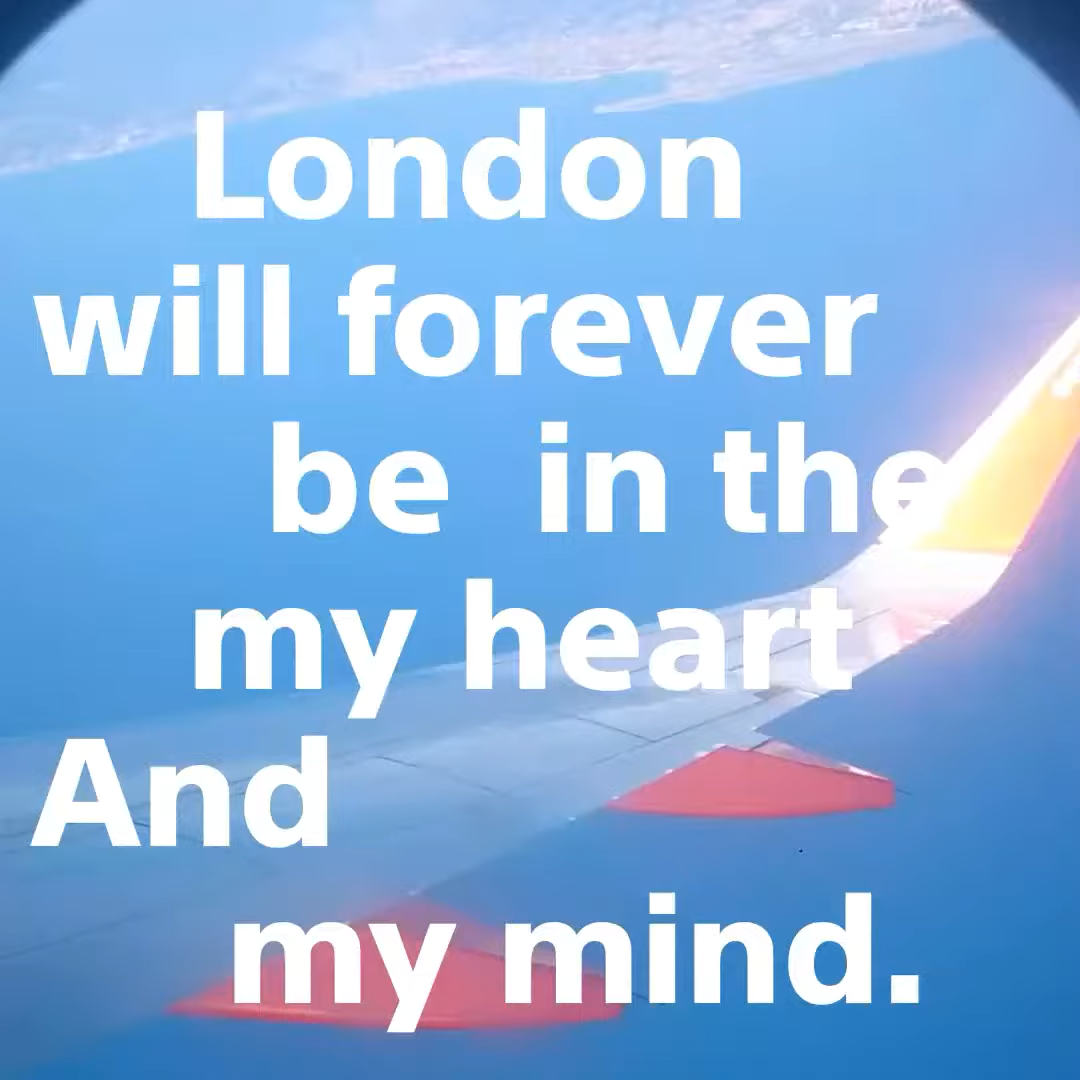 London
will forever
be  in the
my heart
And
my mind.